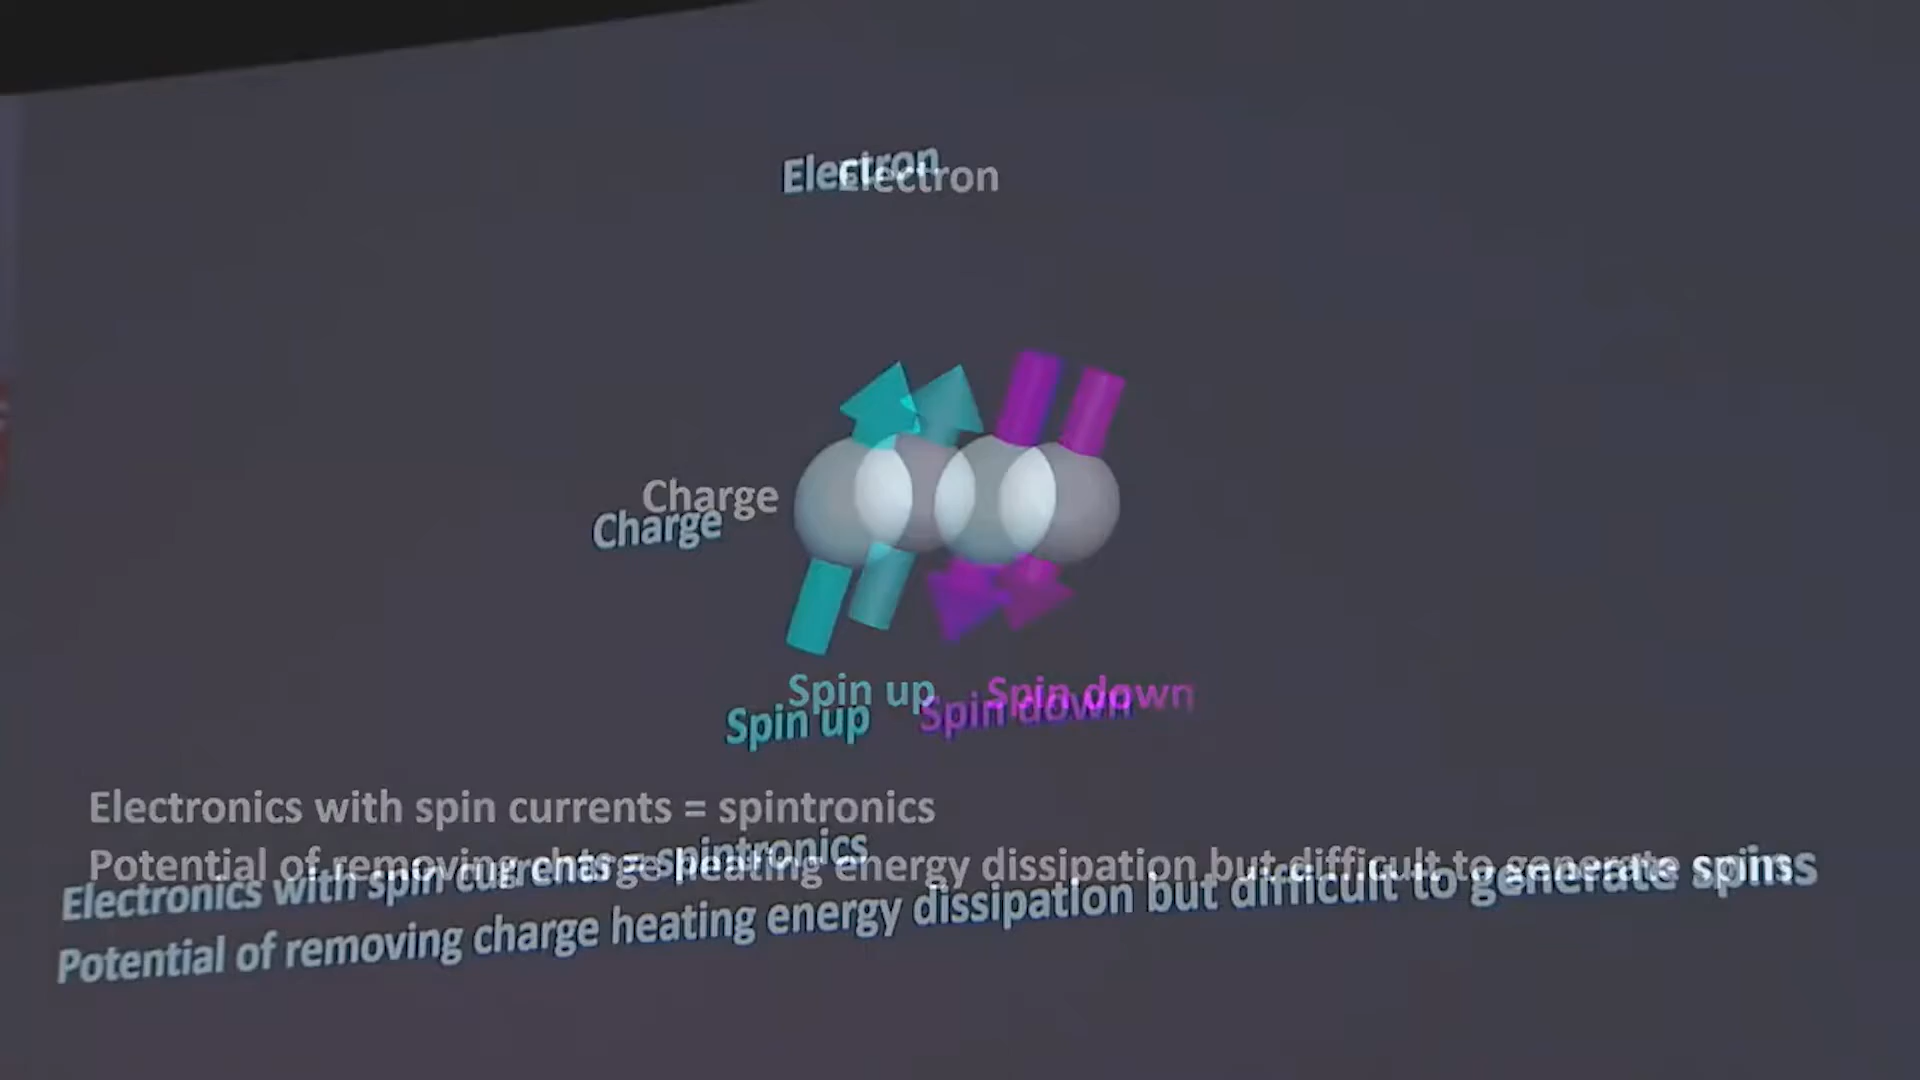 Electron
Electron
Charge
Charge
Spin up
Spin down
Spin up
Spin down
Electronics with spin currents = spintronics
Potential of removing charge heating energy dissipation but difficult to generate spins
Electronics with spin currents = spintronics
Potential of removing charge heating energy dissipation but difficult to generate spins